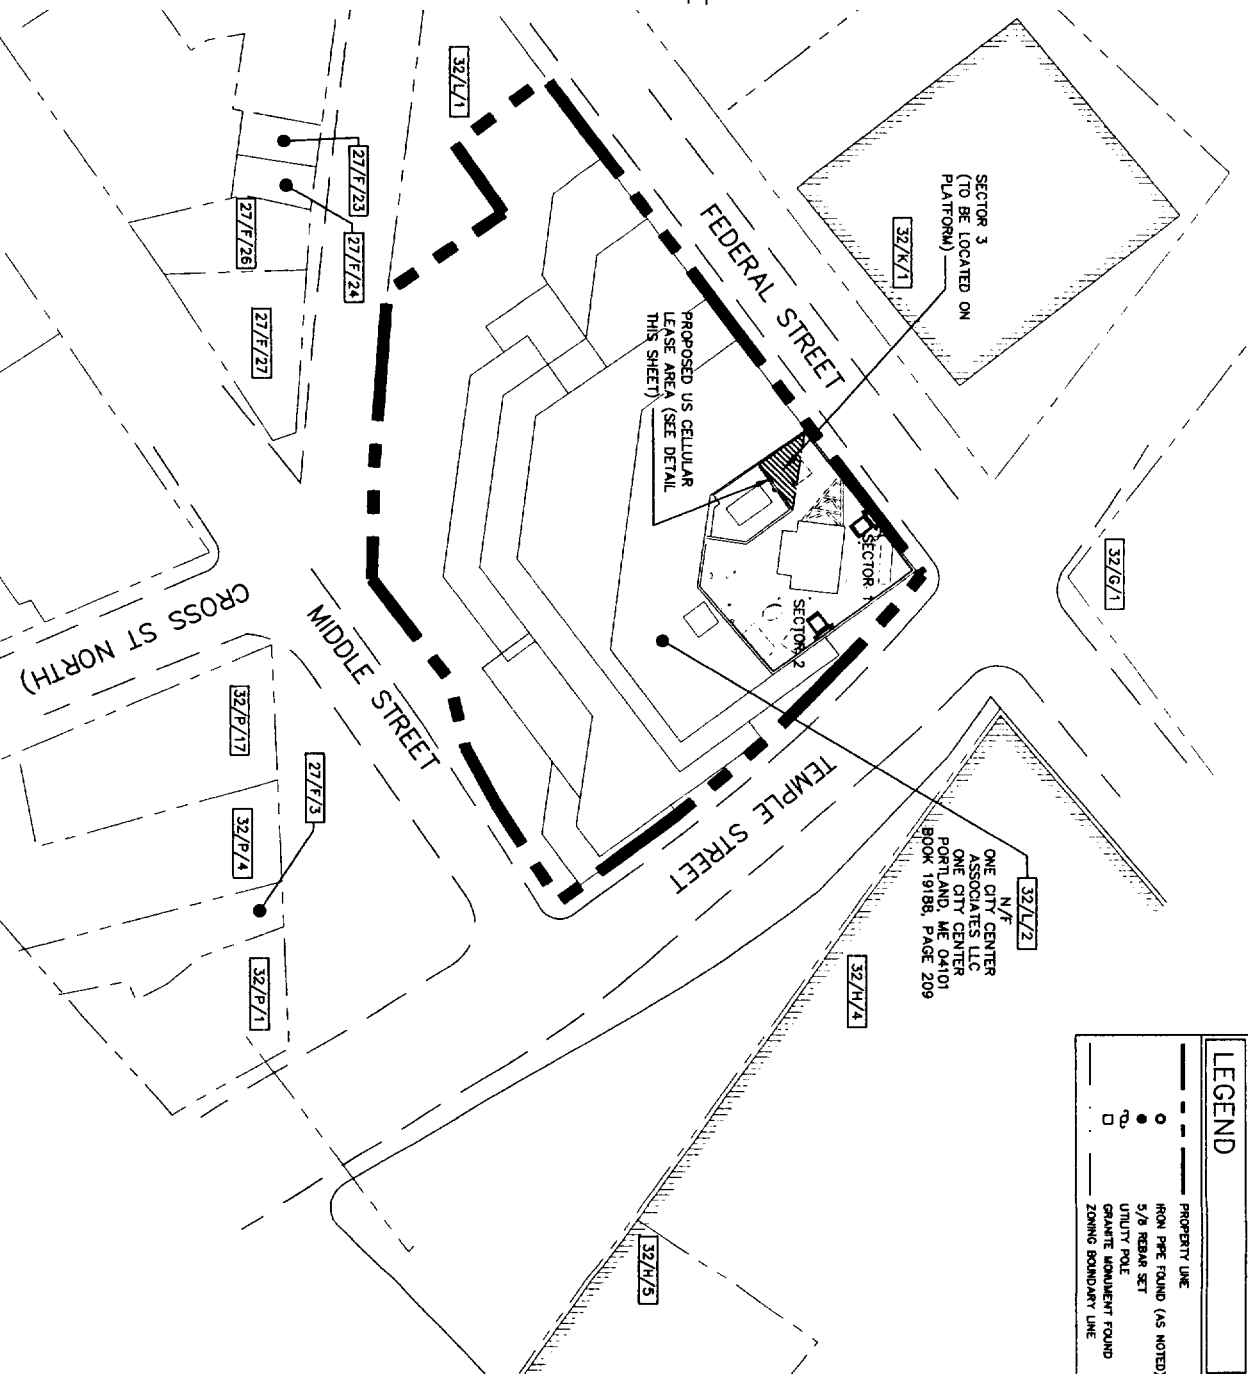 SECTOR 3
(TO BE LOCATED ON
PLATFORM)
32/K/1
FEDERAL STREET
32/L/1
27/F/23
27/F/24
27/F/26
27/F/27
PROPOSED US CELLULAR
LEASE AREA (SEE DETAIL
THIS SHEET)
SECTOR 1
SECTOR 2
32/G/1
CROSS ST NORTH)
MIDDLE STREET
TEMPLE STREET
32/P/17
27/F/3
32/P/4
32/P/1
32/L/2
N/F
ONE CITY CENTER
ASSOCIATES LLC
ONE CITY CENTER
PORTLAND, ME 04101
BOOK 19188, PAGE 209
32/H/4
32/H/5
LEGEND
PROPERTY LINE
IRON PIPE FOUND (AS NOTED)
5/8 REBAR SET
UTILITY POLE
GRANITE MONUMENT FOUND
ZONING BOUNDARY LINE